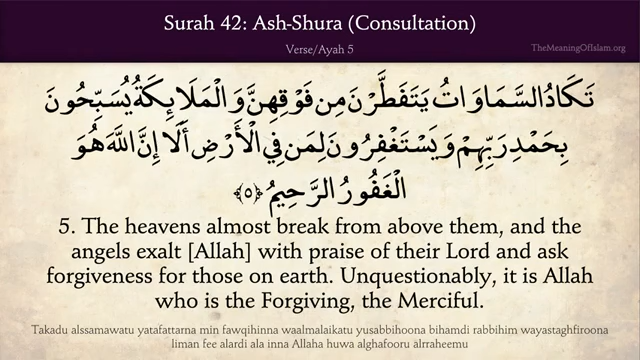 Surah 42: Ash-Shura (Consultation)
Verse/Ayah 5
TheMeaningOfIslam.org
تَكَادُ السَّمَاوَاتُ يَتَفَطَّرْنَ مِن فَوْقِهِنَّ وَالْمَلَائِكَةُ يُسَبِّحُونَ
بِحَمْدِ رَبِّهِمْ وَيَسْتَغْفِرُونَ لِمَن فِي الْأَرْضِ أَلَا إِنَّ اللَّهَ هُوَ
الْغَفُورُ الرَّحِيمُ ﴿٥﴾
5. The heavens almost break from above them, and the
angels exalt [Allah] with praise of their Lord and ask
forgiveness for those on earth. Unquestionably, it is Allah
who is the Forgiving, the Merciful.
Takadu alssamawatu yatafattarna min fawqihinna waalmalaikatu yusabbihoona bihamdi rabbihim wayastaghfiroona
liman fee alardi ala inna Allaha huwa alghafooru alrraheemu